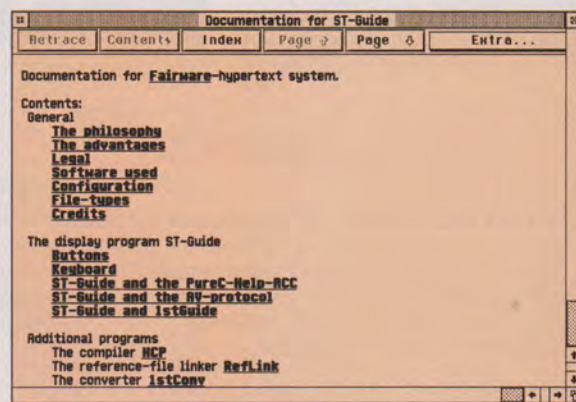 Documentation for ST-Guide
Retrace Contents Index Page Page Extra...
Documentation for Fairware-hypertext system.
Contents:
General
The philosophy
The advantages
Legal
Software used
Configuration
File-types
Credits
The display program ST-Guide
Buttons
Keyboard
ST-Guide and the PureC-Help-ACC
ST-Guide and the AV-protocol
ST-Guide and 1stGuide
Additional programs
The compiler HCP
The reference-file linker RefLink
The converter 1stConv